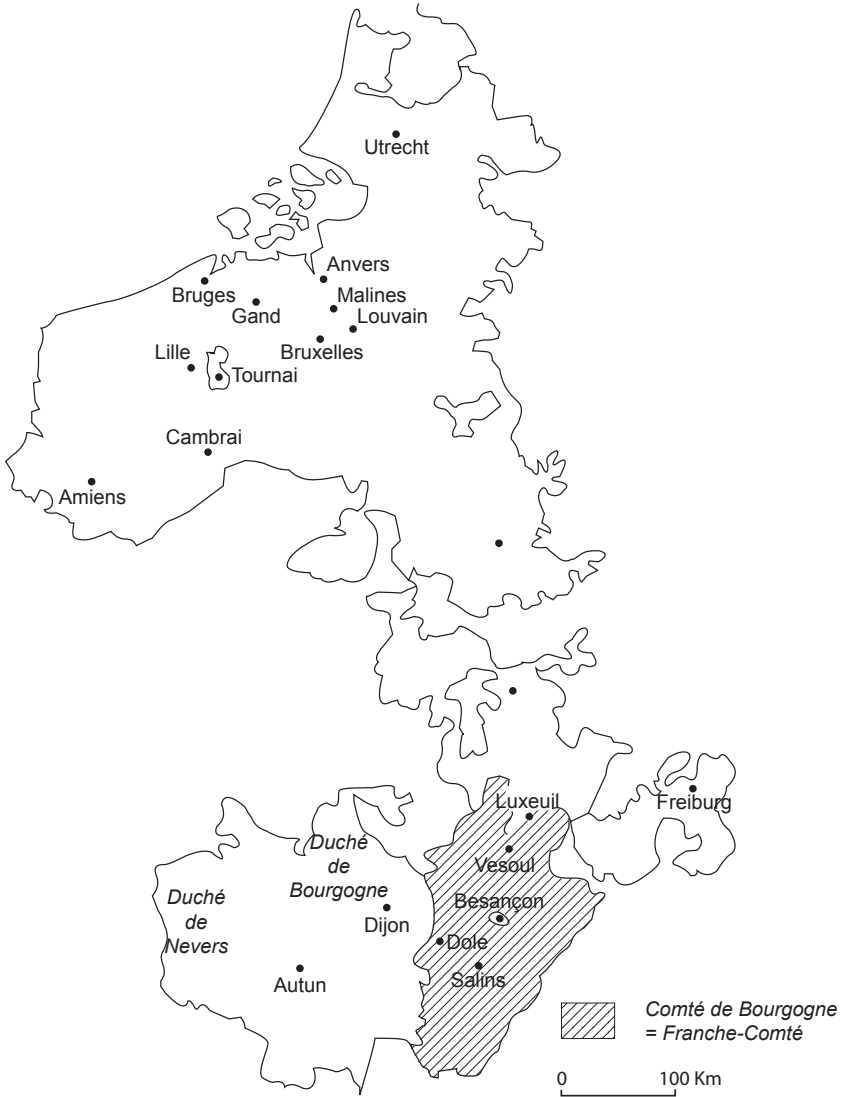 Utrecht
Anvers
Bruges
Malines
Gand
Louvain
Bruxelles
Lille
Tournai
Cambrai
Amiens
Luxeuil
Freiburg
Duché
de
Bourgogne
Vesoul
Duché
de
Nevers
Besançon
Dijon
Dole
Autun
Salins
Comté de Bourgogne
= Franche-Comté
0 100 Km